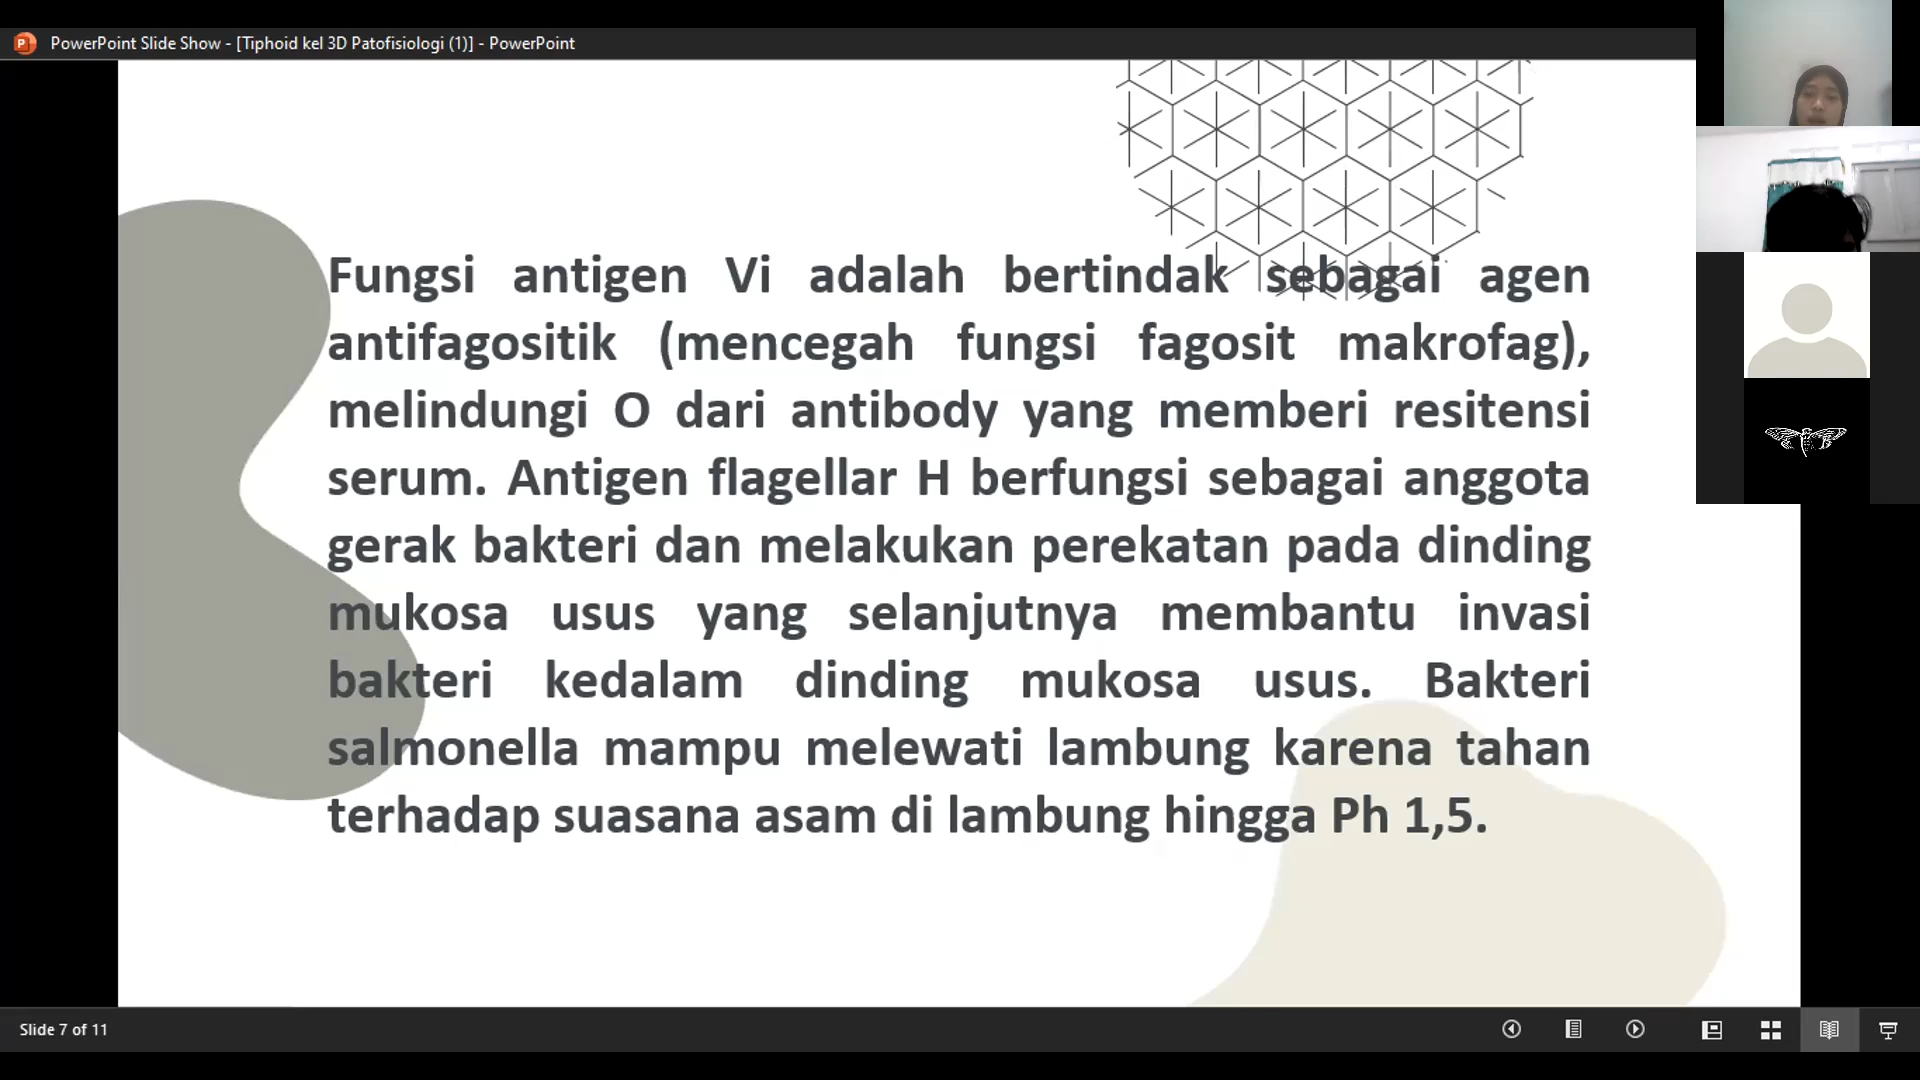 PowerPoint Slide Show - [Tiphoid kel 3D Patofisiologi (1)] - PowerPoint
Fungsi antigen Vi adalah bertindak sebagai agen
antifagositik (mencegah fungsi fagosit makrofag),
melindungi O dari antibody yang memberi resitensi
serum. Antigen flagellar H berfungsi sebagai anggota
gerak bakteri dan melakukan perekatan pada dinding
mukosa usus yang selanjutnya membantu invasi
bakteri kedalam dinding mukosa usus. Bakteri
salmonella mampu melewati lambung karena tahan
terhadap suasana asam di lambung hingga Ph 1,5.
Slide 7 of 11